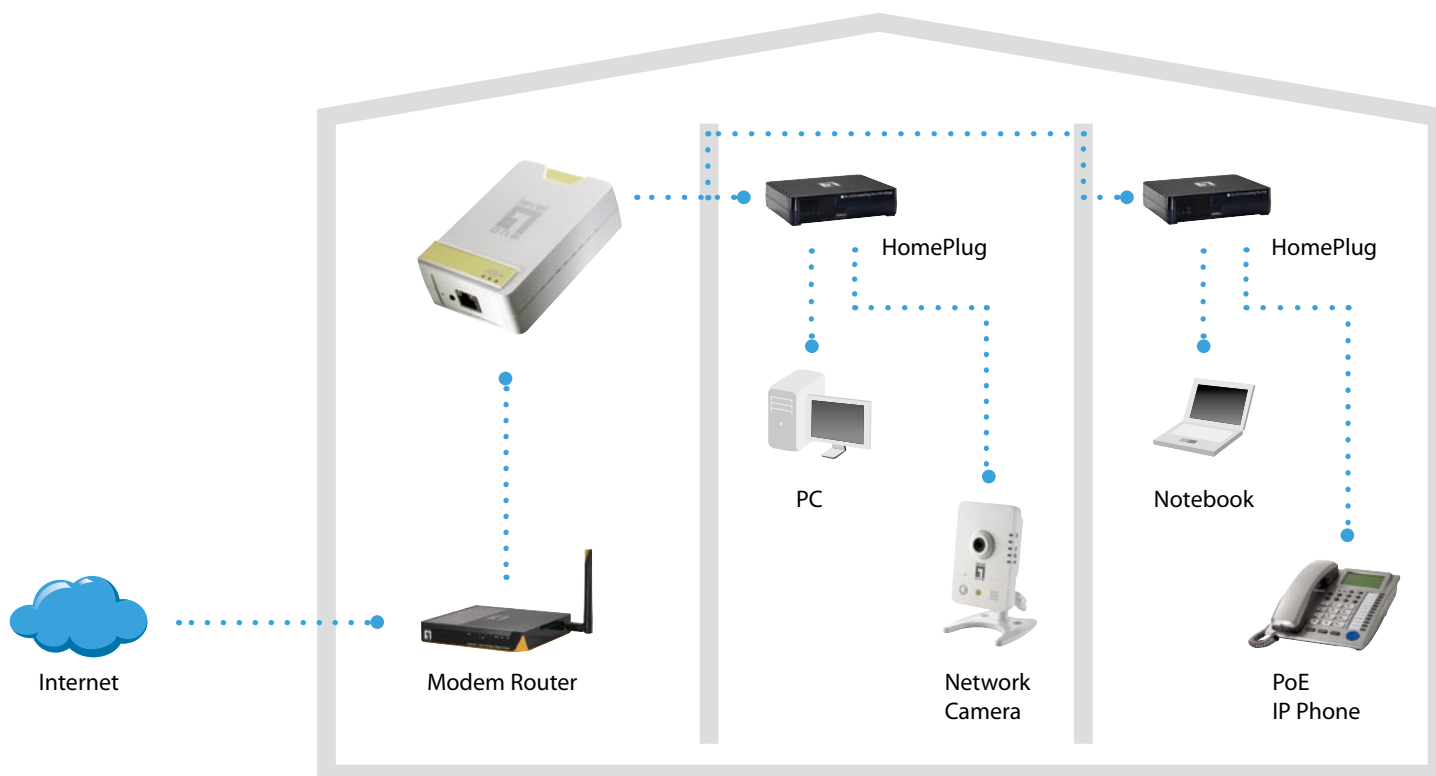 HomePlug
HomePlug
PC
Notebook
Internet
Modem Router
Network
Camera
PoE
IP Phone